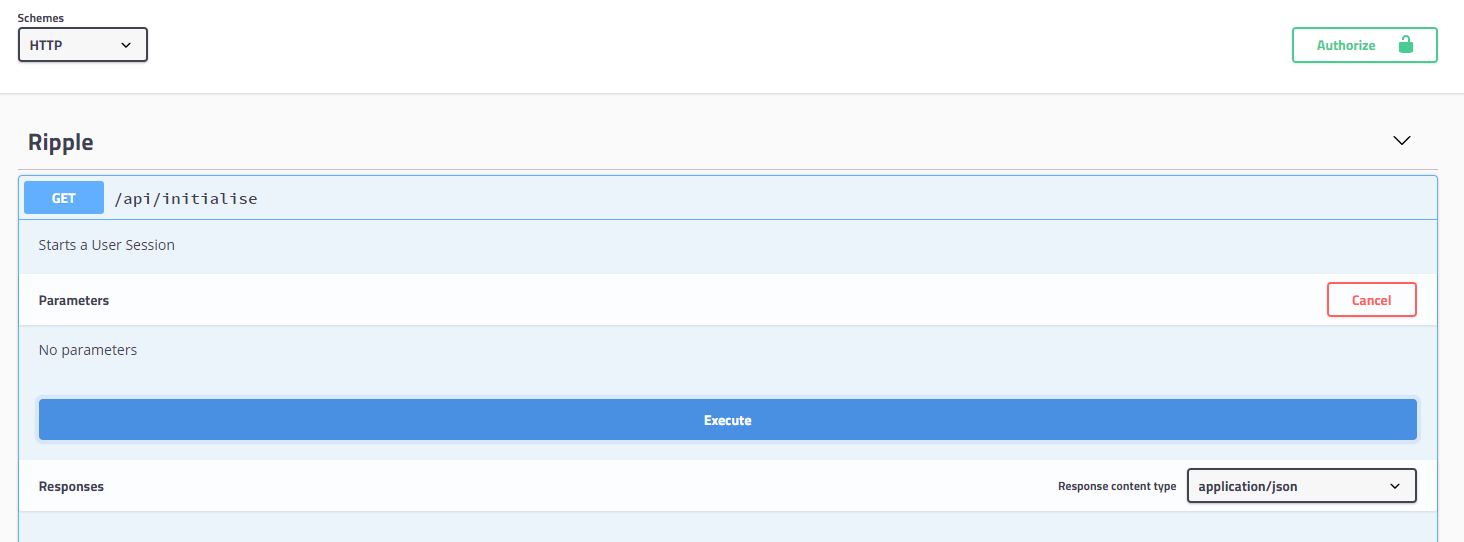 Schemes
HTTP
Authorize
Ripple
GET /api/initialise
Starts a User Session
Parameters
Cancel
No parameters
Execute
Responses
Response content type
application/json